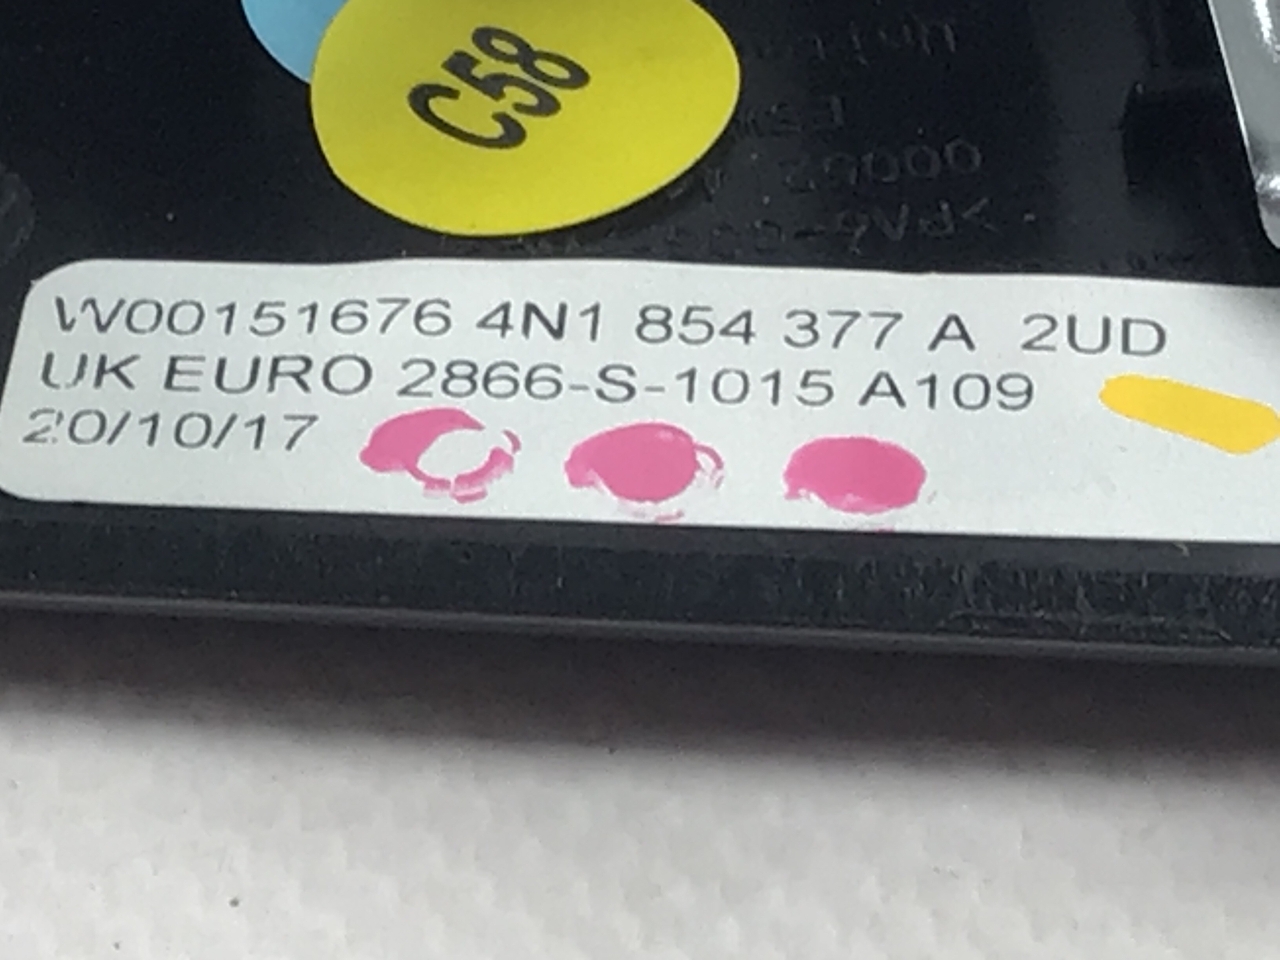 C58
W00151676 4N1 854 377 A 2UD
UK EURO 2866-S-1015 A109
20/10/17